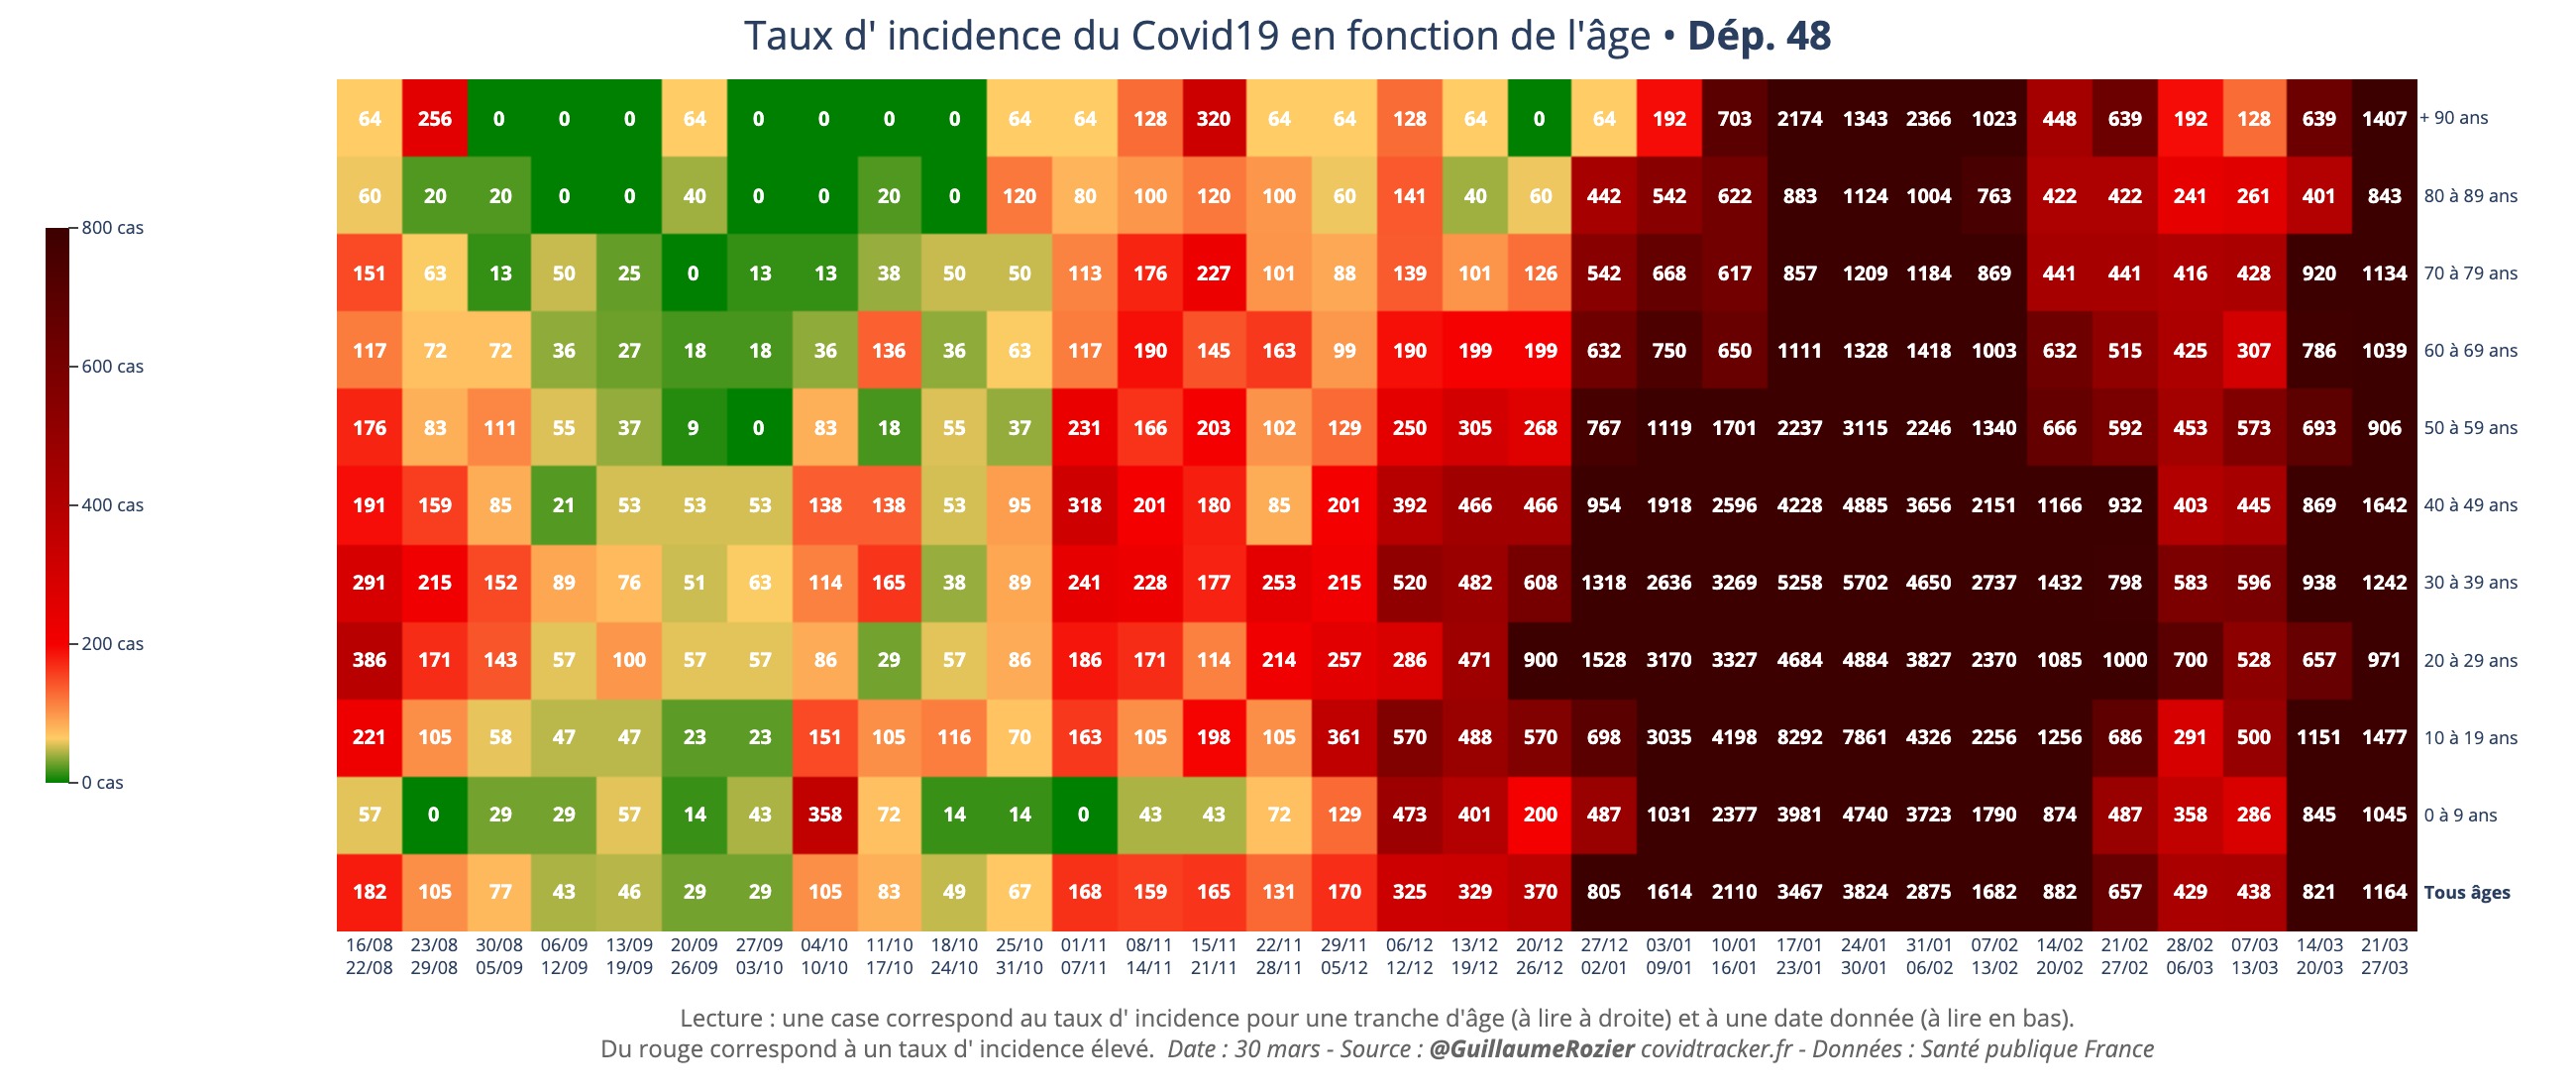 Taux d' incidence du Covid19 en fonction de l'âge • Dép. 48
800 cas
600 cas
400 cas
200 cas
0 cas
64 256 0 0 0 64 0 0 0 0 64 64 128 320 64 64 128 64 0 64 192 703 2174 1343 2366 1023 448 639 192 128 639 1407 + 90 ans
60 20 20 0 0 40 0 0 20 0 120 80 100 120 100 60 141 40 60 442 542 622 883 1124 1004 763 422 422 241 261 401 843 80 à 89 ans
151 63 13 50 25 0 13 13 38 50 50 113 176 227 101 88 139 101 126 542 668 617 857 1209 1184 869 441 441 416 428 920 1134 70 à 79 ans
117 72 72 36 27 18 18 36 136 36 63 117 190 145 163 99 190 199 199 632 750 650 1111 1328 1418 1003 632 515 425 307 786 1039 60 à 69 ans
176 83 111 55 37 9 0 83 18 55 37 231 166 203 102 129 250 305 268 767 1119 1701 2237 3115 2246 1340 666 592 453 573 693 906 50 à 59 ans
191 159 85 21 53 53 53 138 138 53 95 318 201 180 85 201 392 466 466 954 1918 2596 4228 4885 3656 2151 1166 932 403 445 869 1642 40 à 49 ans
291 215 152 89 76 51 63 114 165 38 89 241 228 177 253 215 520 482 608 1318 2636 3269 5258 5702 4650 2737 1432 798 583 596 938 1242 30 à 39 ans
386 171 143 57 100 57 57 86 29 57 86 186 171 114 214 257 286 471 900 1528 3170 3327 4684 4884 3827 2370 1085 1000 700 528 657 971 20 à 29 ans
221 105 58 47 47 23 23 151 105 116 70 163 105 198 105 361 570 488 570 698 3035 4198 8292 7861 4326 2256 1256 686 291 500 1151 1477 10 à 19 ans
57 0 29 29 57 14 43 358 72 14 14 0 43 43 72 129 473 401 200 487 1031 2377 3981 4740 3723 1790 874 487 358 286 845 1045 0 à 9 ans
182 105 77 43 46 29 29 105 83 49 67 168 159 165 131 170 325 329 370 805 1614 2110 3467 3824 2875 1682 882 657 429 438 821 1164 Tous âges
16/08 23/08 30/08 06/09 13/09 20/09 27/09 04/10 11/10 18/10 25/10 01/11 08/11 15/11 22/11 29/11 06/12 13/12 20/12 27/12 03/01 10/01 17/01 24/01 31/01 07/02 14/02 21/02 28/02 07/03 14/03 21/03
22/08 29/08 05/09 12/09 19/09 26/09 03/10 10/10 17/10 24/10 31/10 07/11 14/11 21/11 28/11 05/12 12/12 19/12 26/12 02/01 09/01 16/01 23/01 30/01 06/02 13/02 20/02 27/02 06/03 13/03 20/03 27/03
Lecture : une case correspond au taux d' incidence pour une tranche d'âge (à lire à droite) et à une date donnée (à lire en bas).
Du rouge correspond à un taux d' incidence élevé. Date : 30 mars - Source : @GuillaumeRozier covidtracker.fr - Données : Santé publique France